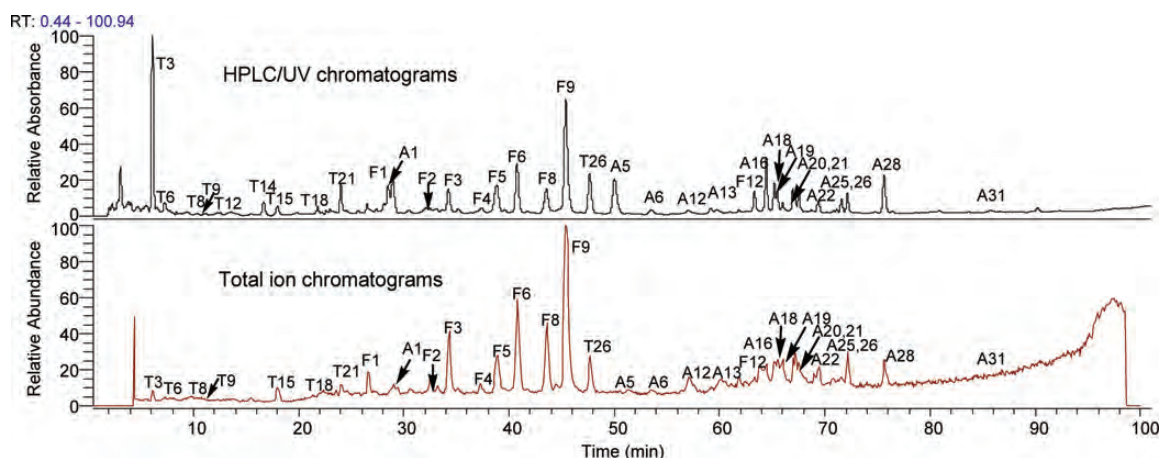 RT: 0.44 - 100.94
HPLC/UV chromatograms
Relative Absorbance
100
80
60
40
20
0
T3
T6
T8
T9
T12
T14
T15
T18
T21
F1
A1
F2
F3
F4
F5
F6
F8
F9
T26
A5
A6
A12
A13
F12
A16
A18
A19
A20,21
A22
A25,26
A28
A31
Total ion chromatograms
Relative Abundance
100
80
60
40
20
0
T3
T6
T8
T9
T15
T18
T21
F1
A1
F2
F3
F4
F5
F6
F8
F9
T26
A5
A6
A12
A13
F12
A16
A18
A19
A20,21
A22
A25,26
A28
A31
10 20 30 40 50 60 70 80 90 100
Time (min)